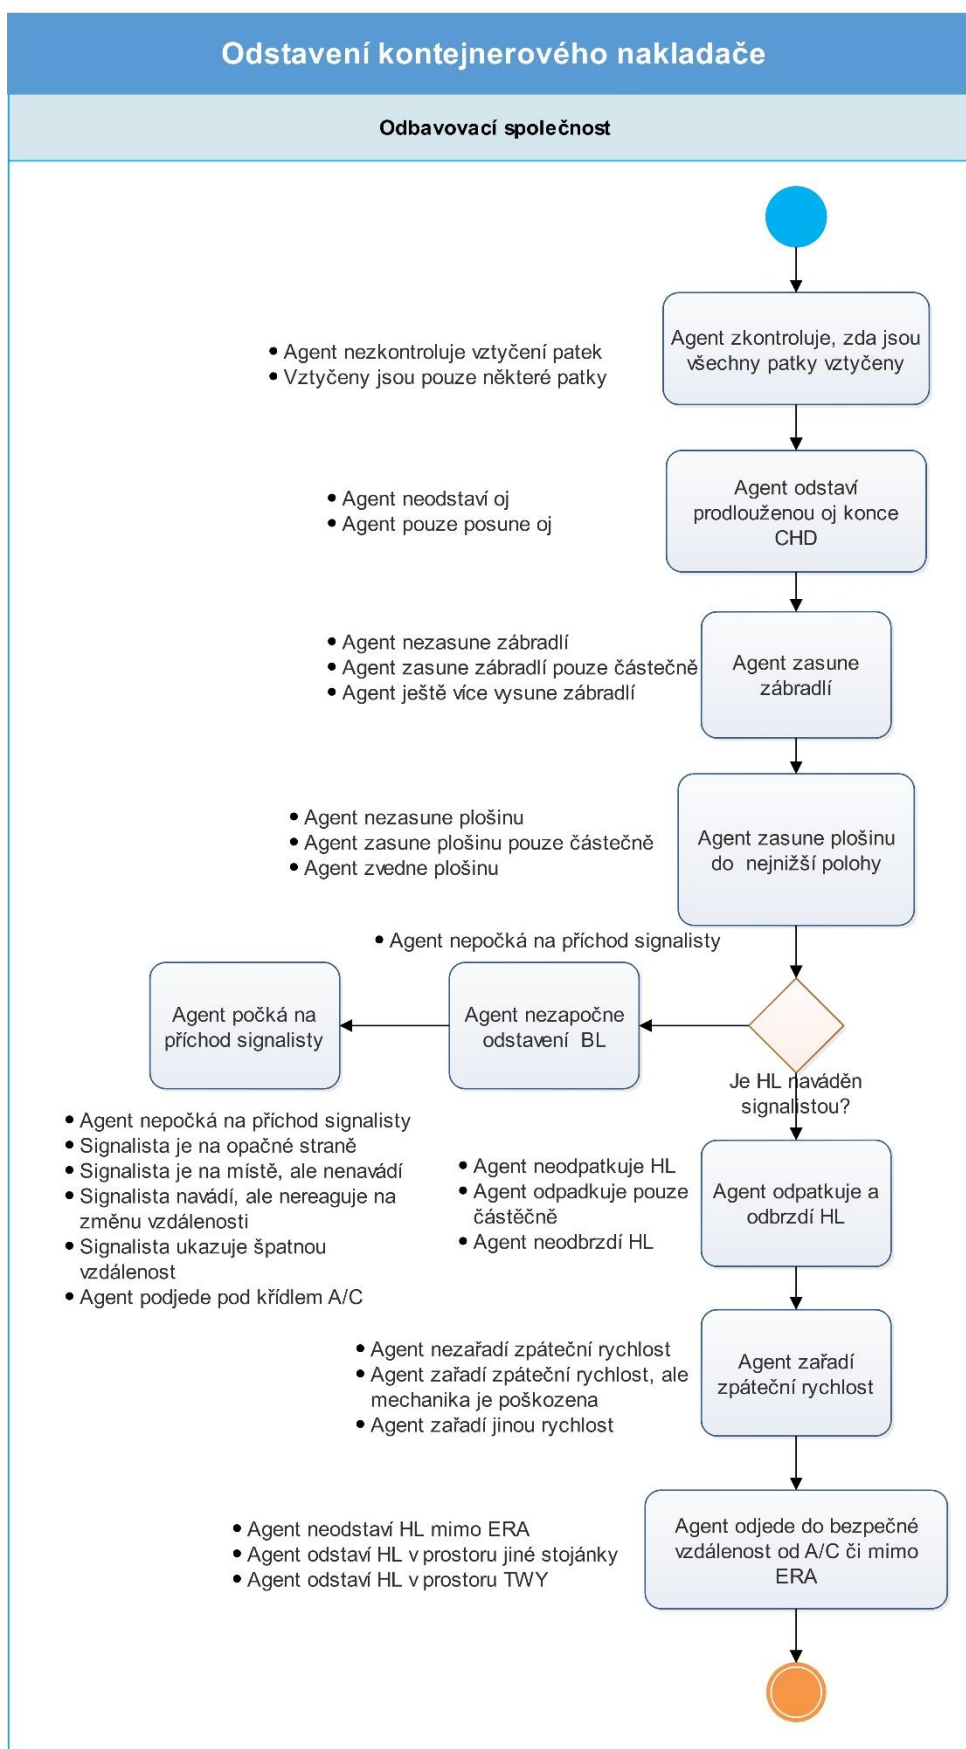 Odstavení kontejnerového nakladače
Odbavovací společnost
Agent zkontroluje, zda jsou
všechny patky vztyčeny
• Agent nezkontroluje vztyčení patek
• Vztyčeny jsou pouze některé patky
Agent odstaví
prodlouženou oj konce
CHD
• Agent neodstaví oj
• Agent pouze posune oj
Agent zasune
zábradlí
• Agent nezasune zábradlí
• Agent zasune zábradlí pouze částečně
• Agent ještě více vysune zábradlí
Agent zasune plošinu
do  nejnižší polohy
• Agent nezasune plošinu
• Agent zasune plošinu pouze částečně
• Agent zvedne plošinu
• Agent nepočká na příchod signalisty
Agent počká na
příchod signalisty
Agent nezapočne
odstavení  BL
Je HL naváděn
signalistou?
• Agent nepočká na příchod signalisty
• Signalista je na opačné straně
• Signalista je na místě, ale nenavádí
• Signalista navádí, ale nereaguje na
změnu vzdálenosti
• Signalista ukazuje špatnou
vzdálenost
• Agent podjede pod křídlem A/C
• Agent neodpatkuje HL
• Agent odpadkuje pouze
částěčně
• Agent neodbrzdí HL
Agent odpatkuje a
odbrzdí HL
• Agent nezařadí zpáteční rychlost
• Agent zařadí zpáteční rychlost, ale
mechanika je poškozena
• Agent zařadí jinou rychlost
Agent zařadí
zpáteční rychlost
• Agent neodstaví HL mimo ERA
• Agent odstaví HL v prostoru jiné stojánky
• Agent odstaví HL v prostoru TWY
Agent odjede do bezpečné
vzdálenost od A/C či mimo
ERA